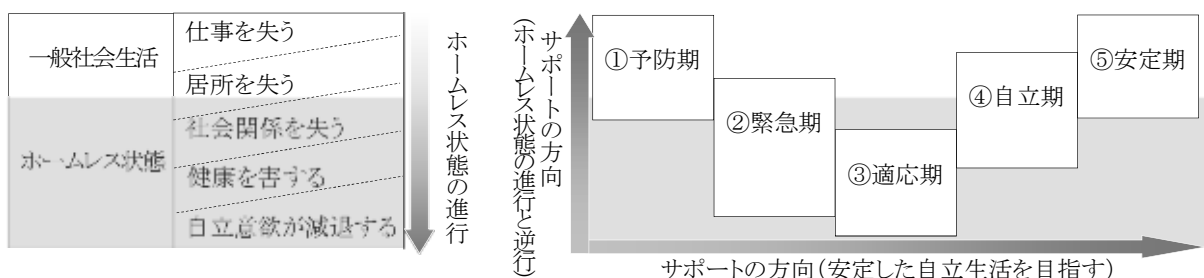 一般社会生活
仕事を失う
居所を失う
ホームレス状態
社会関係を失う
健康を害する
自立意欲が減退する
ホームレス状態の進行
サポートの方向
(ホームレス状態の進行と逆行)
①予防期
②緊急期
③適応期
④自立期
⑤安定期
サポートの方向(安定した自立生活を目指す)